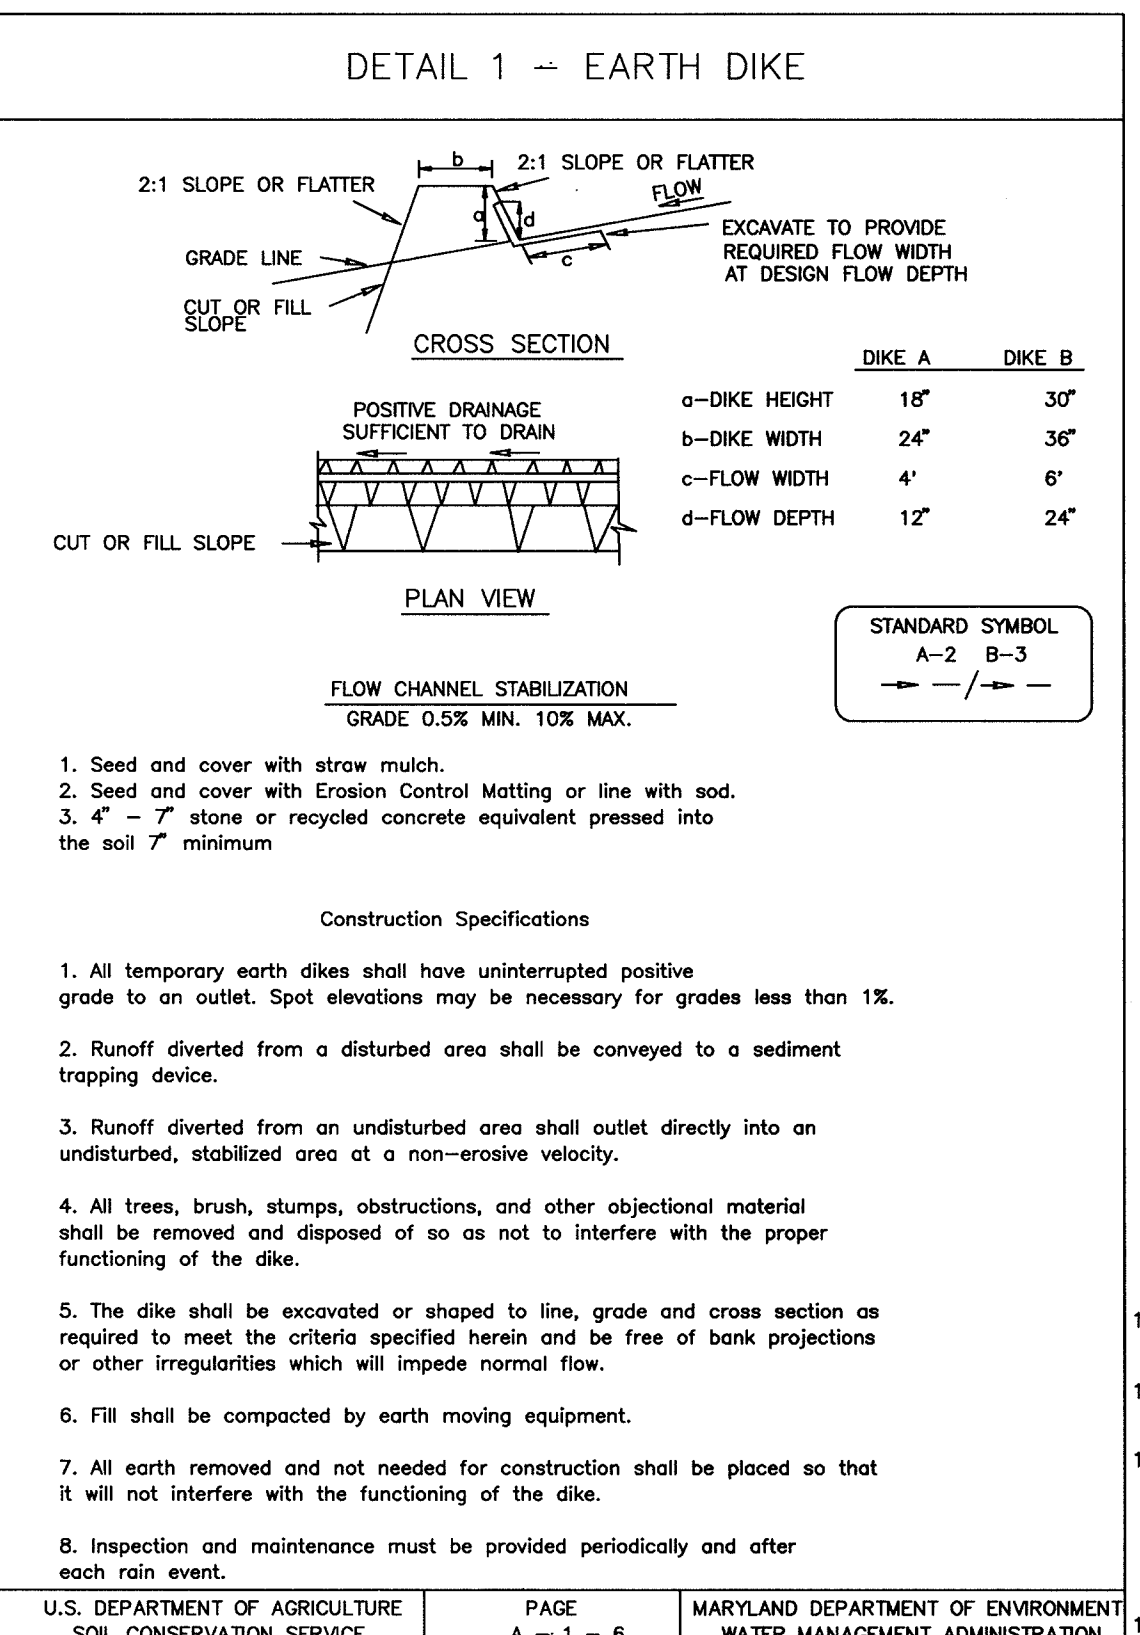 DETAIL 1 – EARTH DIKE
b
2:1 SLOPE OR FLATTER
2:1 SLOPE OR FLATTER
FLOW
a
d
EXCAVATE TO PROVIDE
REQUIRED FLOW WIDTH
AT DESIGN FLOW DEPTH
GRADE LINE
c
CUT OR FILL
SLOPE
CROSS SECTION
DIKE A DIKE B
a–DIKE HEIGHT 18" 30"
b–DIKE WIDTH 24" 36"
c–FLOW WIDTH 4' 6'
d–FLOW DEPTH 12" 24"
POSITIVE DRAINAGE
SUFFICIENT TO DRAIN
CUT OR FILL SLOPE
PLAN VIEW
STANDARD SYMBOL
A–2 B–3
FLOW CHANNEL STABILIZATION
GRADE 0.5% MIN. 10% MAX.
1. Seed and cover with straw mulch.
2. Seed and cover with Erosion Control Matting or line with sod.
3. 4" – 7" stone or recycled concrete equivalent pressed into
the soil 7" minimum
Construction Specifications
1. All temporary earth dikes shall have uninterrupted positive
grade to an outlet. Spot elevations may be necessary for grades less than 1%.
2. Runoff diverted from a disturbed area shall be conveyed to a sediment
trapping device.
3. Runoff diverted from an undisturbed area shall outlet directly into an
undisturbed, stabilized area at a non–erosive velocity.
4. All trees, brush, stumps, obstructions, and other objectional material
shall be removed and disposed of so as not to interfere with the proper
functioning of the dike.
5. The dike shall be excavated or shaped to line, grade and cross section as
required to meet the criteria specified herein and be free of bank projections
or other irregularities which will impede normal flow.
6. Fill shall be compacted by earth moving equipment.
7. All earth removed and not needed for construction shall be placed so that
it will not interfere with the functioning of the dike.
8. Inspection and maintenance must be provided periodically and after
each rain event.
U.S. DEPARTMENT OF AGRICULTURE
SOIL CONSERVATION SERVICE
PAGE
A – 1 – 6
MARYLAND DEPARTMENT OF ENVIRONMENT
WATER MANAGEMENT ADMINISTRATION
1
1
1
1